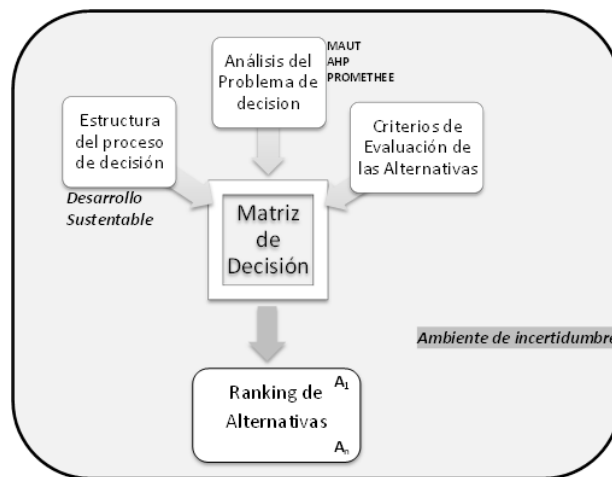 Análisis del
Problema de
decision
MAUT
AHP
PROMETHEE
Estructura
del proceso
de decisión
Desarrollo
Sustentable
Criterios de
Evaluación de
las Alternativas
Matriz
de
Decisión
Ambiente de incertidumbre
Ranking de
Alternativas
A₁
Aₙ